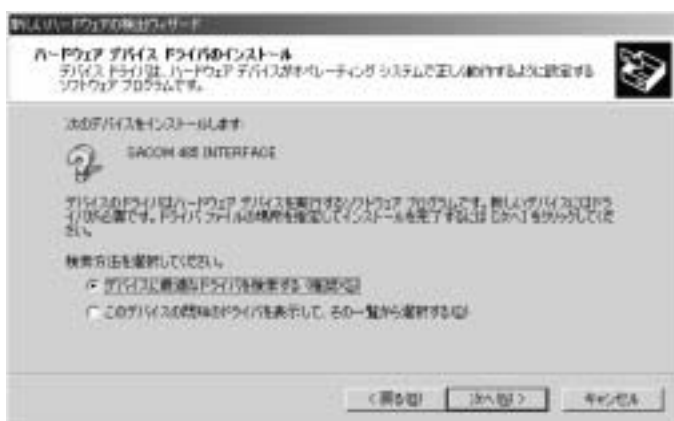 新しいハードウェアの検出ウィザード
ハードウェア デバイス ドライバのインストール
デバイス ドライバは、ハードウェア デバイスがオペレーティング システムで正しく動作するように設定する
ソフトウェア プログラムです。
次のデバイスをインストールします:
SACOM 485 INTERFACE
デバイスのドライバはハードウェア デバイスを実行するソフトウェア プログラムです。新しいデバイスにはドラ
イバが必要です。ドライバ ファイルの場所を指定してインストールを完了するには [次へ] をクリックしてくだ
さい。
検索方法を選択してください。
デバイスに最適なドライバを検索する (推奨)(S)
このデバイスの既知のドライバを表示して、その一覧から選択する(D)
< 戻る(B)
次へ(N) >
キャンセル